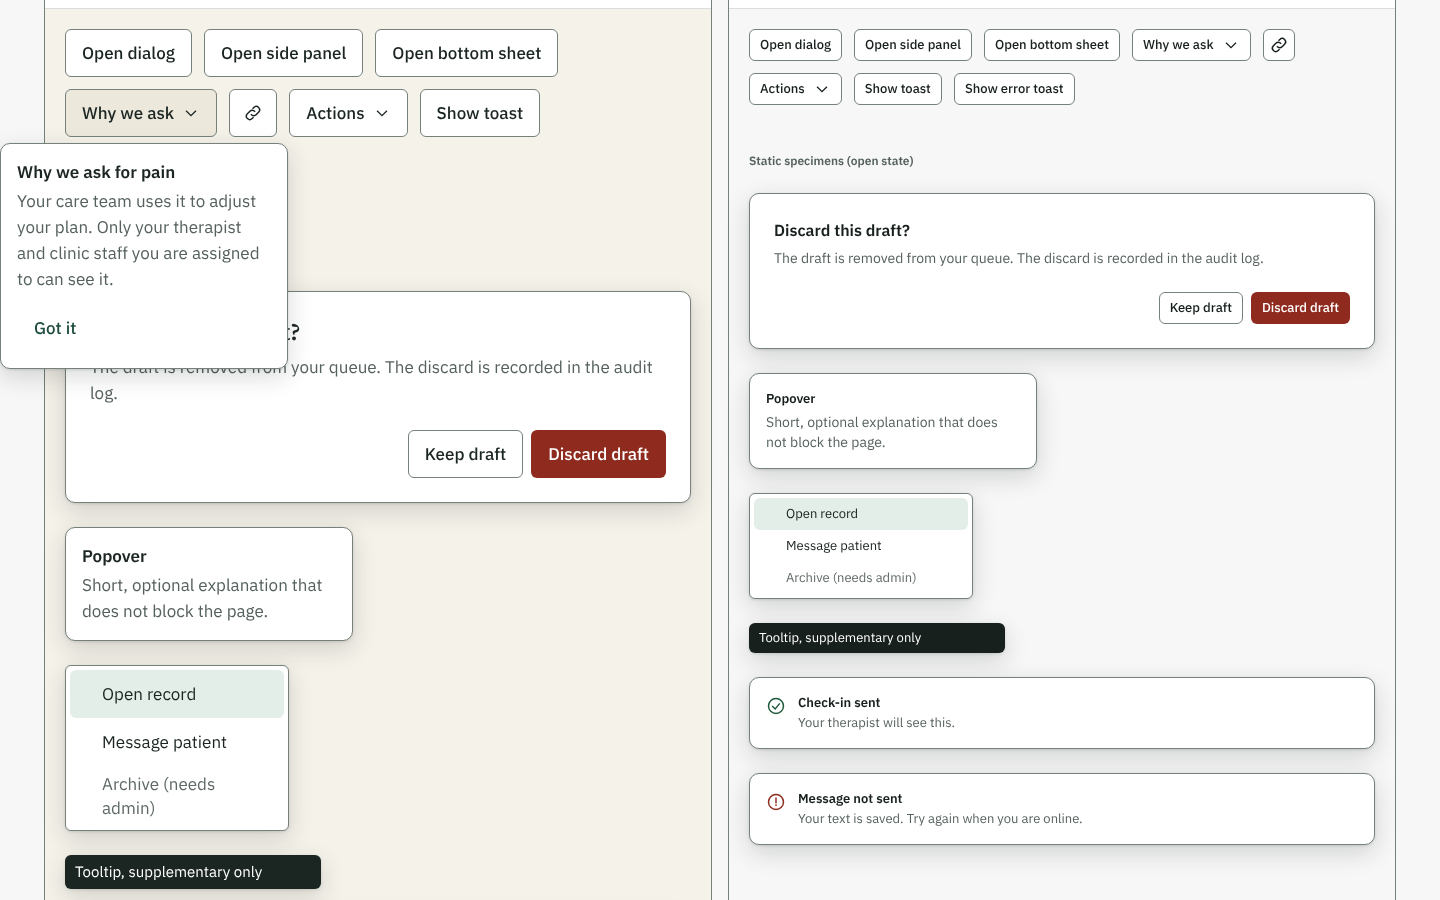 Open dialog
Open side panel
Open bottom sheet
Why we ask
Actions
Show toast
Why we ask for pain
Your care team uses it to adjust
your plan. Only your therapist
and clinic staff you are assigned
to can see it.
Got it
?
The draft is removed from your queue. The discard is recorded in the audit
log.
Keep draft
Discard draft
Popover
Short, optional explanation that
does not block the page.
Open record
Message patient
Archive (needs
admin)
Tooltip, supplementary only
Open dialog
Open side panel
Open bottom sheet
Why we ask
Actions
Show toast
Show error toast
Static specimens (open state)
Discard this draft?
The draft is removed from your queue. The discard is recorded in the audit log.
Keep draft
Discard draft
Popover
Short, optional explanation that does
not block the page.
Open record
Message patient
Archive (needs admin)
Tooltip, supplementary only
Check-in sent
Your therapist will see this.
Message not sent
Your text is saved. Try again when you are online.